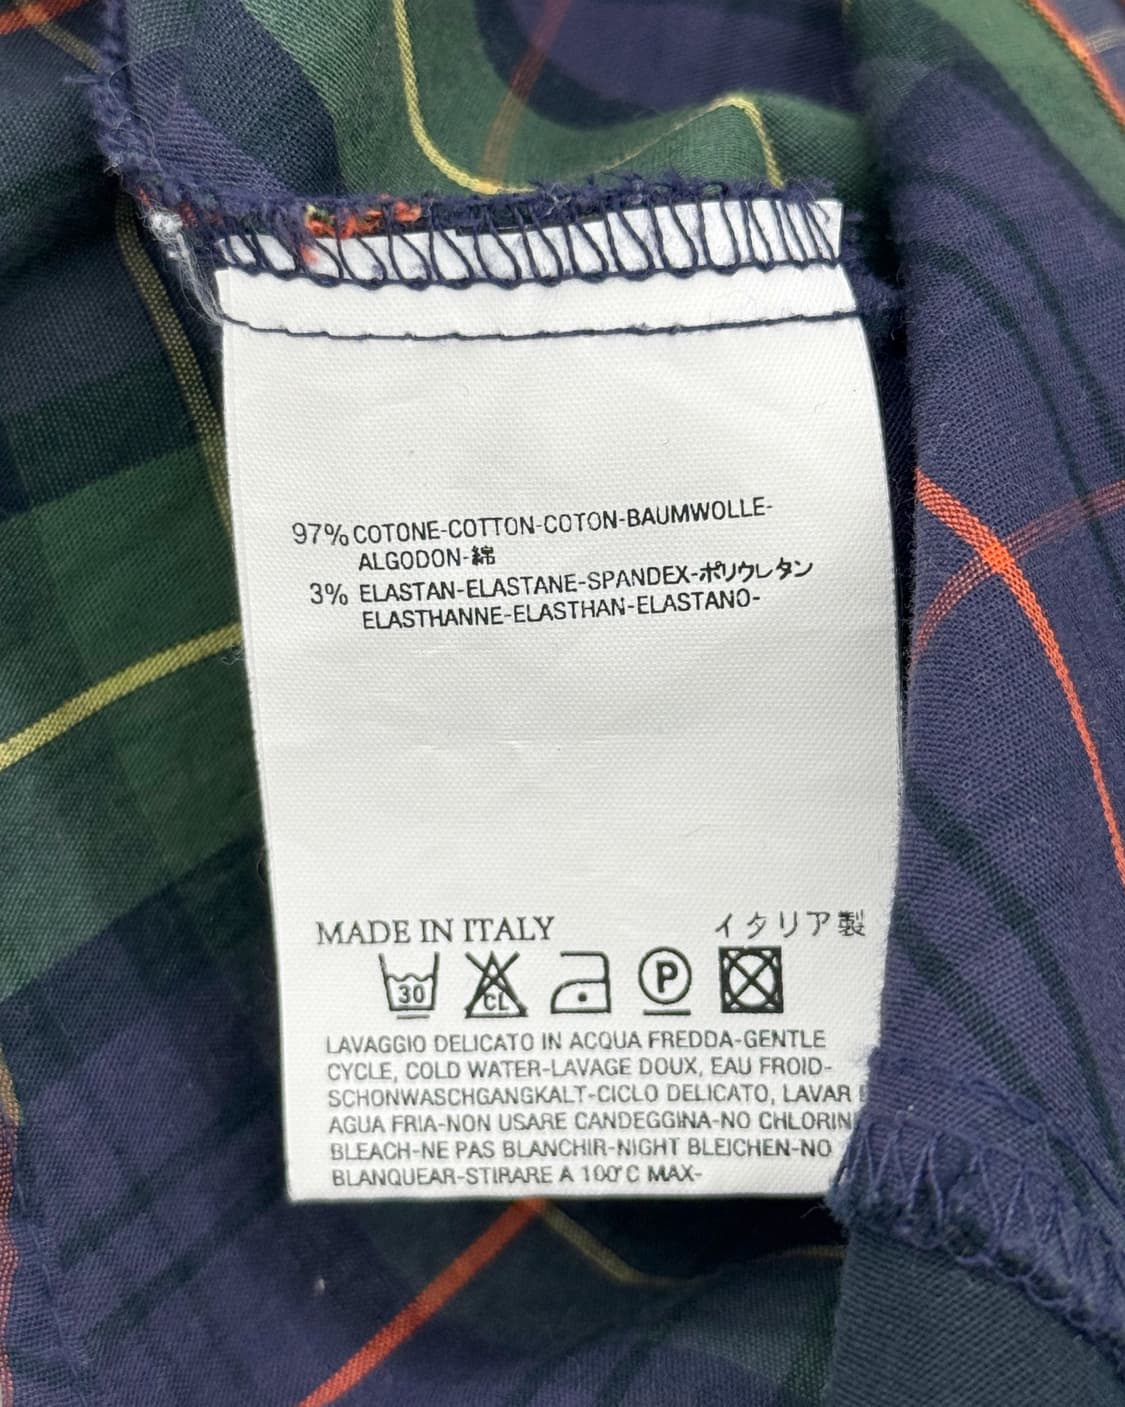 97% COTONE-COTTON-COTON-BAUMWOLLE-
ALGODON-綿
3% ELASTAN-ELASTANE-SPANDEX-ポリウレタン
ELASTHANNE-ELASTHAN-ELASTANO-
MADE IN ITALY イタリア製
30 CL P
LAVAGGIO DELICATO IN ACQUA FREDDA-GENTLE
CYCLE, COLD WATER-LAVAGE DOUX, EAU FROID-
SCHONWASCHGANGKALT-CICLO DELICATO, LAVAR
AGUA FRIA-NON USARE CANDEGGINA-NO CHLORIN
BLEACH-NE PAS BLANCHIR-NIGHT BLEICHEN-NO
BLANQUEAR-STIRARE A 100°C MAX-